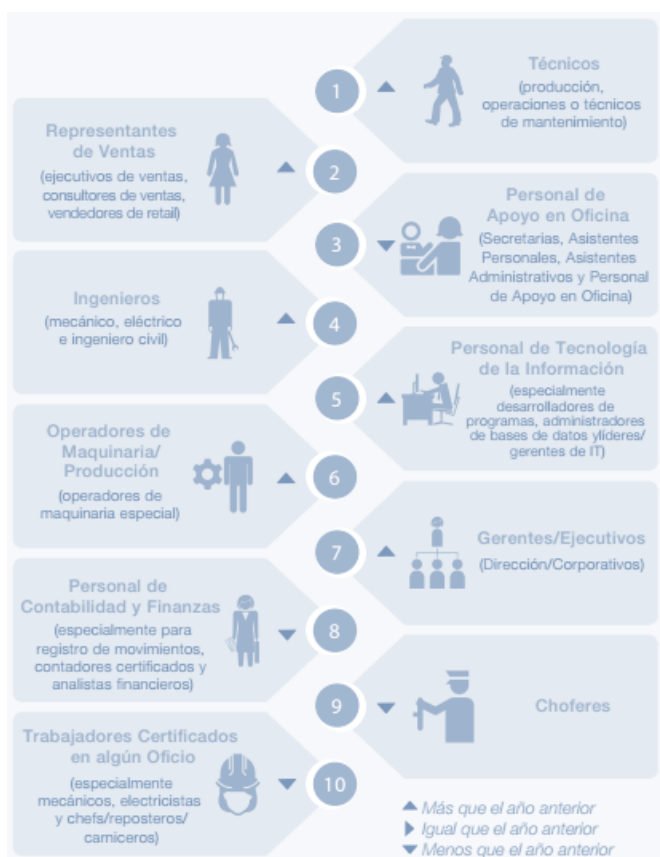 1
Técnicos
(producción,
operaciones o técnicos
de mantenimiento)
Representantes
de Ventas
(ejecutivos de ventas,
consultores de ventas,
vendedores de retail)
2
3
Personal de
Apoyo en Oficina
(Secretarias, Asistentes
Personales, Asistentes
Administrativos y Personal
de Apoyo en Oficina)
Ingenieros
(mecánico, eléctrico
e ingeniero civil)
4
5
Personal de Tecnología
de la Información
(especialmente
desarrolladores de
programas, administradores
de bases de datos ylíderes/
gerentes de IT)
Operadores de
Maquinaria/
Producción
(operadores de
maquinaria especial)
6
7
Gerentes/Ejecutivos
(Dirección/Corporativos)
Personal de
Contabilidad y Finanzas
(especialmente para
registro de movimientos,
contadores certificados y
analistas financieros)
8
9
Choferes
Trabajadores Certificados
en algún Oficio
(especialmente
mecánicos, electricistas
y chefs/reposteros/
carniceros)
10
Más que el año anterior
Igual que el año anterior
Menos que el año anterior